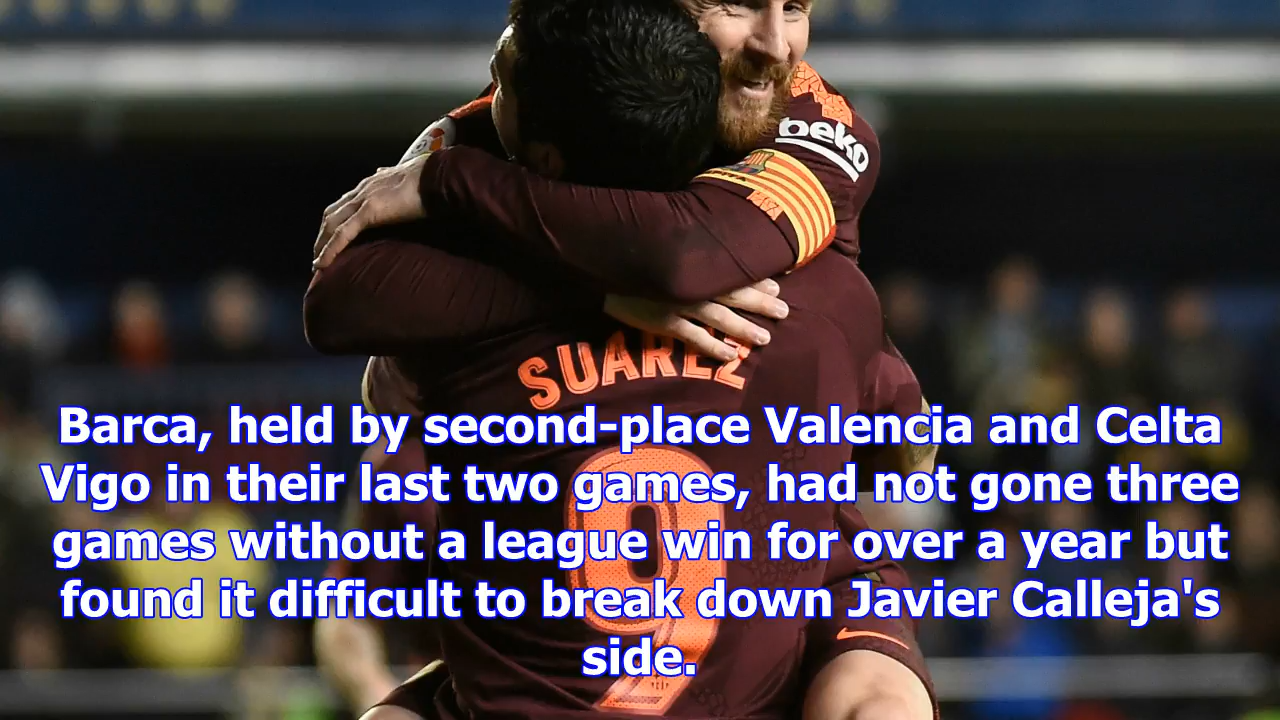 beko
SUAREZ
9
Barca, held by second-place Valencia and Celta
Vigo in their last two games, had not gone three
games without a league win for over a year but
found it difficult to break down Javier Calleja's
side.